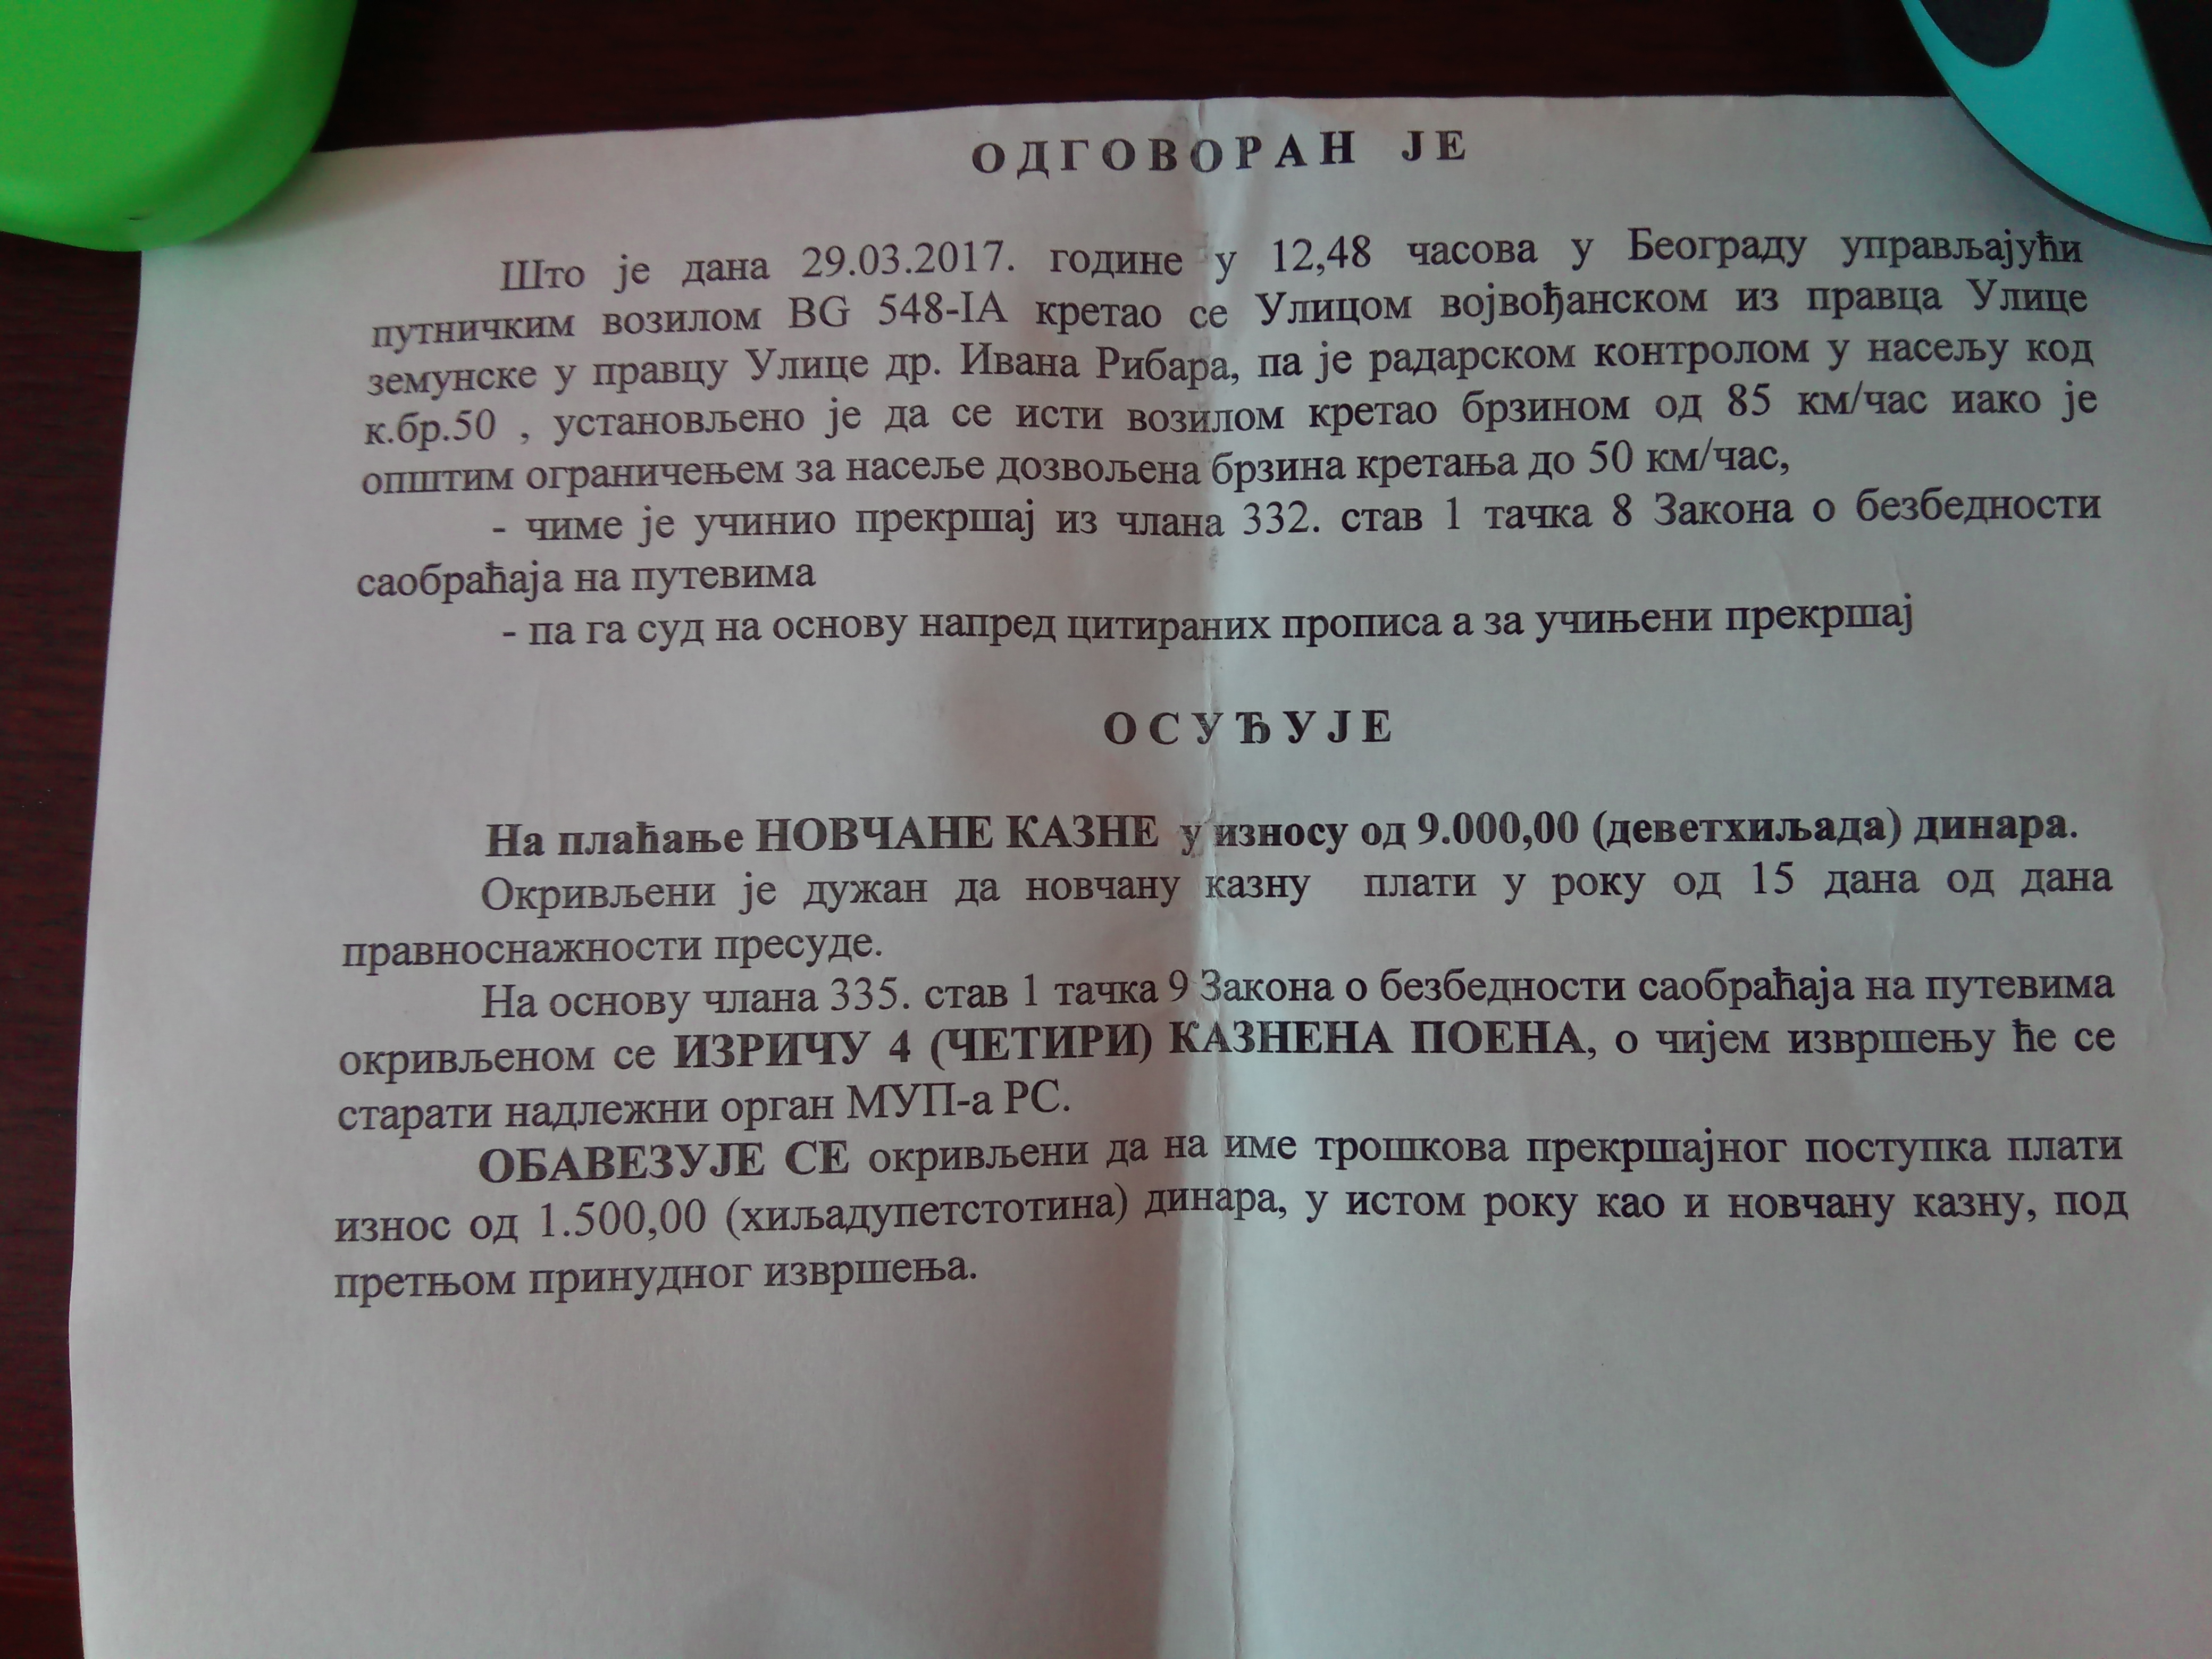 ОДГОВОРАН ЈЕ
Што је дана 29.03.2017. године у 12,48 часова у Београду управљајући
путничким возилом BG 548-IA кретао се Улицом војвођанском из правца Улице
земунске у правцу Улице др. Ивана Рибара, па је радарском контролом у насељу код
к.бр.50 , установљено је да се исти возилом кретао брзином од 85 км/час иако је
општим ограничењем за насеље дозвољена брзина кретања до 50 км/час,
- чиме је учинио прекршај из члана 332. став 1 тачка 8 Закона о безбедности
саобраћаја на путевима
- па га суд на основу напред цитираних прописа а за учињени прекршај
ОСУЂУЈЕ
На плаћање НОВЧАНЕ КАЗНЕ у износу од 9.000,00 (деветхиљада) динара.
Окривљени је дужан да новчану казну плати у року од 15 дана од дана
правноснажности пресуде.
На основу члана 335. став 1 тачка 9 Закона о безбедности саобраћаја на путевима
окривљеном се ИЗРИЧУ 4 (ЧЕТИРИ) КАЗНЕНА ПОЕНА, о чијем извршењу ће се
старати надлежни орган МУП-а РС.
ОБАВЕЗУЈЕ СЕ окривљени да на име трошкова прекршајног поступка плати
износ од 1.500,00 (хиљадупетстотина) динара, у истом року као и новчану казну, под
претњом принудног извршења.